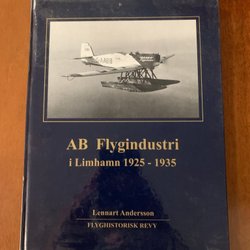 AB Flygindustri
i Limhamn 1925 - 1935
Lennart Andersson
FLYGHISTORISK REVY